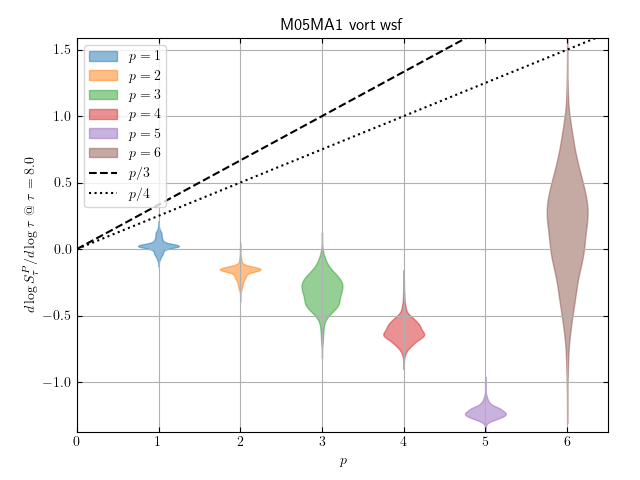 M05MA1 vort wsf
p = 1
p = 2
p = 3
p = 4
p = 5
p = 6
p/3
p/4
1.5
1.0
0.5
0.0
−0.5
−1.0
d log S_τ^P / d log τ @ τ = 8.0
0 1 2 3 4 5 6
p